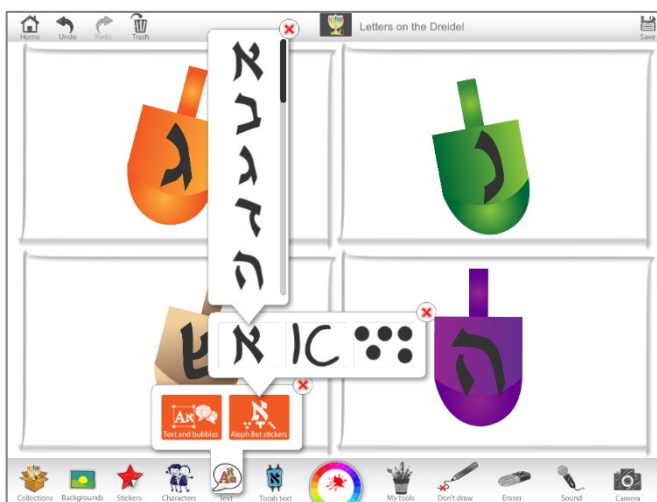 Home
Undo
Redo
Trash
Letters on the Dreidel
Save
א
ב
ג
ד
ה
ג
נ
ש
ה
א
Aא
Text and bubbles
אָ
Aleph Bet stickers
Collections
Backgrounds
Stickers
Characters
Text
Torah text
My tools
Don't draw
Eraser
Sound
Camera